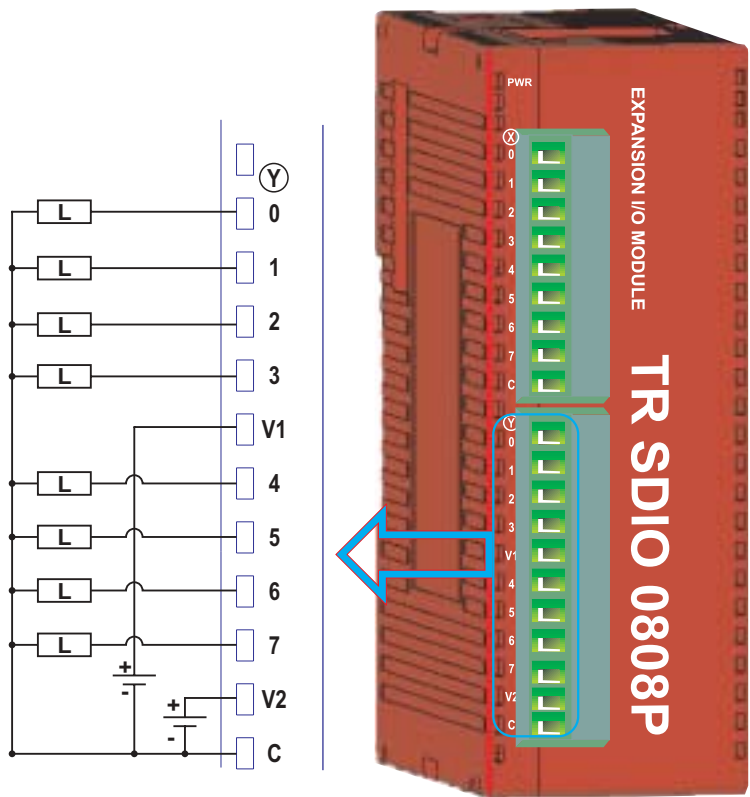 Y
L 0
L 1
L 2
L 3
V1
L 4
L 5
L 6
L 7
+
-
V2
+
-
C
PWR
X
0
1
2
3
4
5
6
7
C
Y
0
1
2
3
V1
4
5
6
7
V2
C
EXPANSION I/O MODULE
TR SDIO 0808P